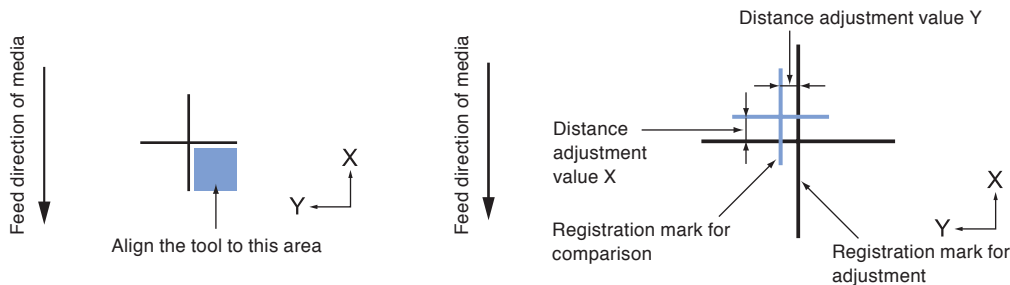 Feed direction of media
X
Y
Align the tool to this area
Feed direction of media
Distance adjustment value Y
Distance
adjustment
value X
Registration mark for
comparison
Registration mark for
adjustment
X
Y